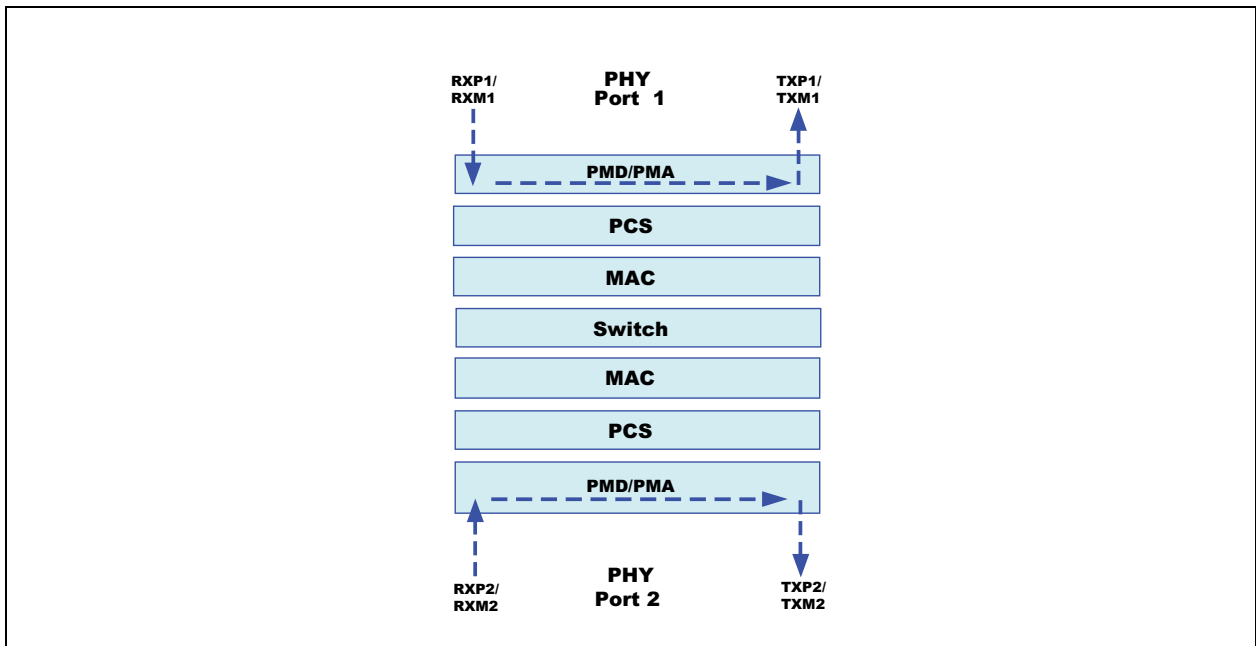 RXP1/
RXM1
PHY
Port 1
TXP1/
TXM1
PMD/PMA
PCS
MAC
Switch
MAC
PCS
PMD/PMA
RXP2/
RXM2
PHY
Port 2
TXP2/
TXM2